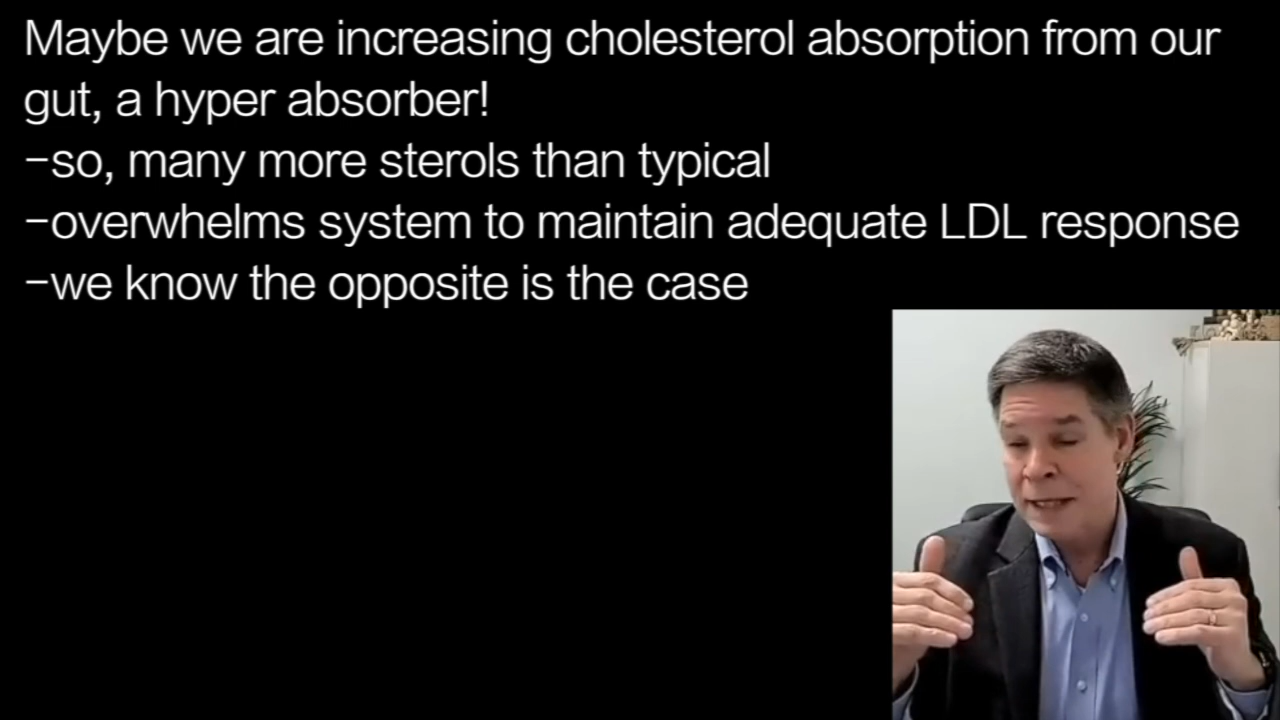 Maybe we are increasing cholesterol absorption from our
gut, a hyper absorber!
-so, many more sterols than typical
-overwhelms system to maintain adequate LDL response
-we know the opposite is the case